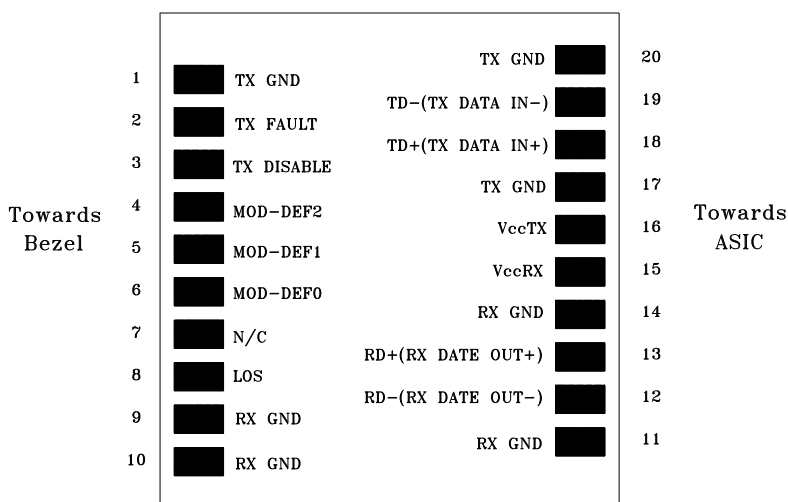 Towards
Bezel
1 TX GND
2 TX FAULT
3 TX DISABLE
4 MOD-DEF2
5 MOD-DEF1
6 MOD-DEF0
7 N/C
8 LOS
9 RX GND
10 RX GND
TX GND 20
TD-(TX DATA IN-) 19
TD+(TX DATA IN+) 18
TX GND 17
VccTX 16
VccRX 15
RX GND 14
RD+(RX DATE OUT+) 13
RD-(RX DATE OUT-) 12
RX GND 11
Towards
ASIC